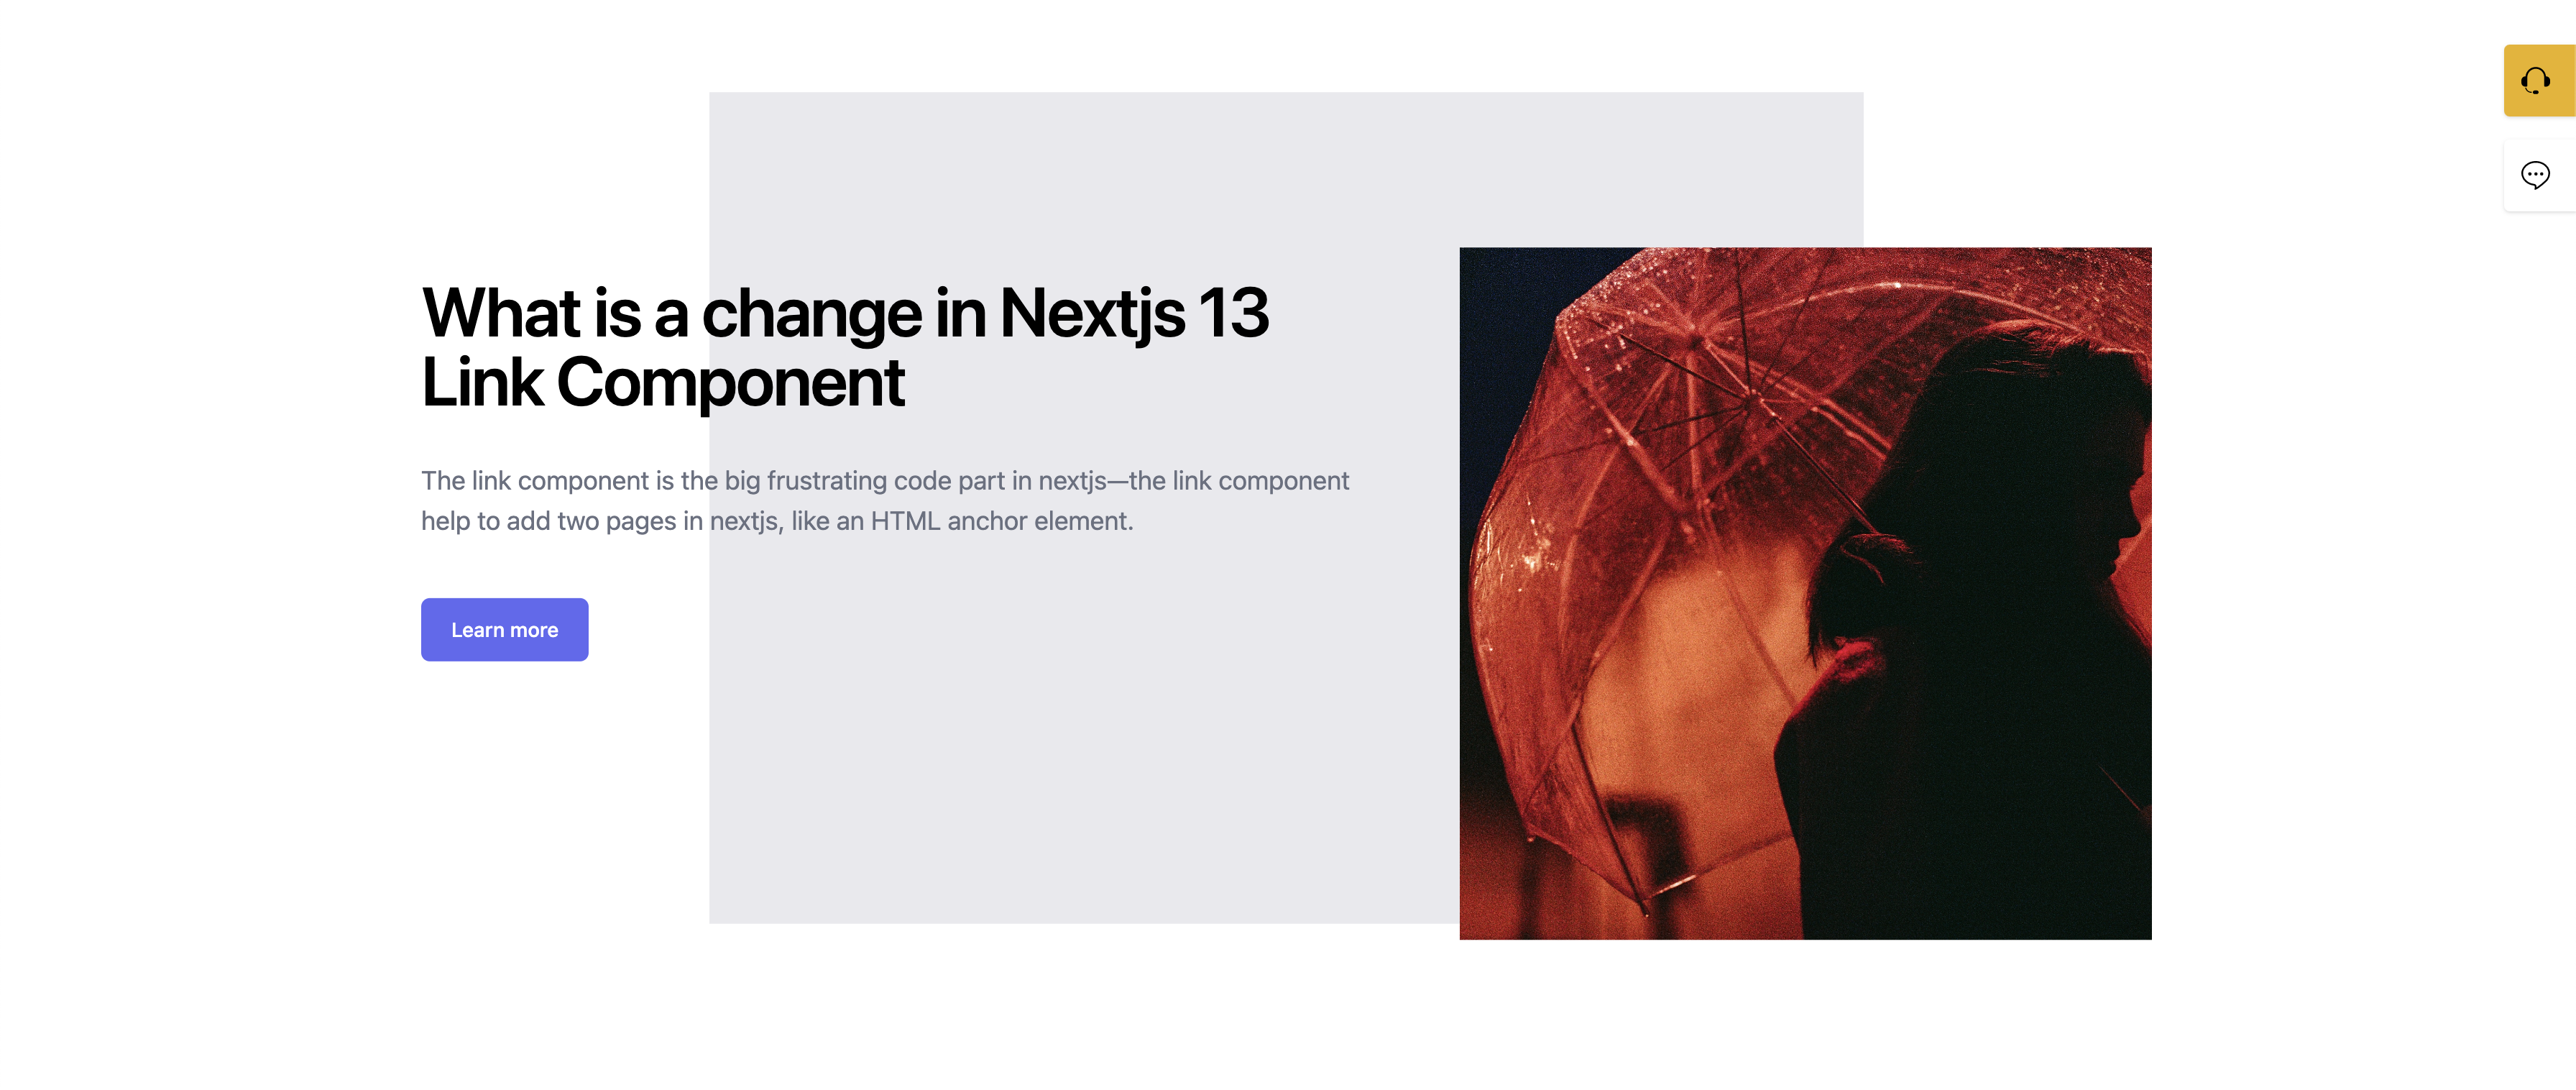 What is a change in Nextjs 13
Link Component
The link component is the big frustrating code part in nextjs—the link component
help to add two pages in nextjs, like an HTML anchor element.
Learn more